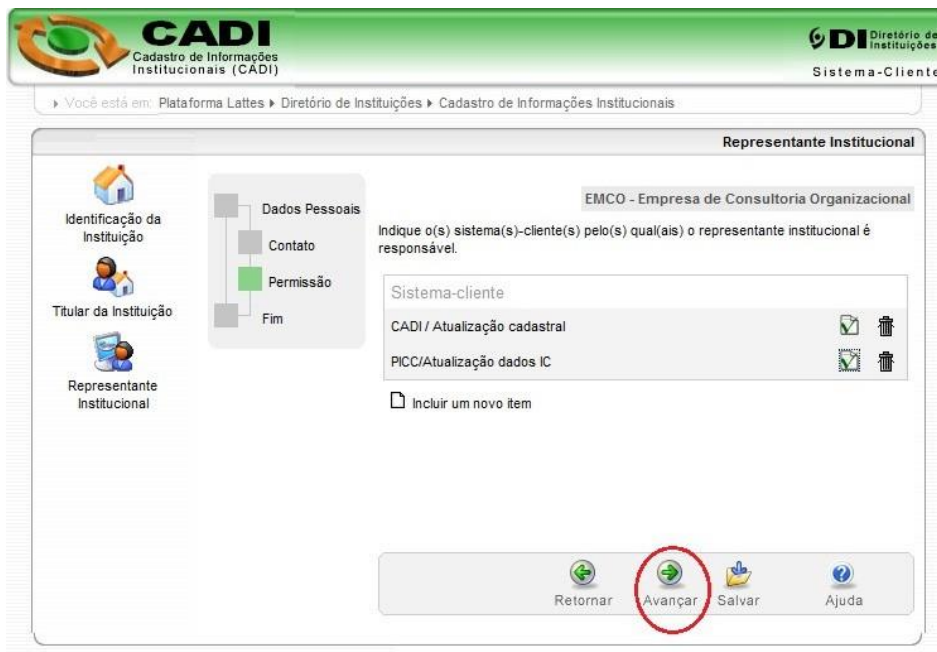 CADI
Cadastro de Informações
Institucionais (CADI)
DI Diretório de
Instituições
Sistema-Cliente
Você está em: Plataforma Lattes Diretório de Instituições Cadastro de Informações Institucionais
Representante Institucional
Identificação da
Instituição
Titular da Instituição
Representante
Institucional
Dados Pessoais
Contato
Permissão
Fim
EMCO - Empresa de Consultoria Organizacional
Indique o(s) sistema(s)-cliente(s) pelo(s) qual(ais) o representante institucional é
responsável.
Sistema-cliente
CADI / Atualização cadastral
PICC/Atualização dados IC
Incluir um novo item
Retornar
Avançar
Salvar
Ajuda